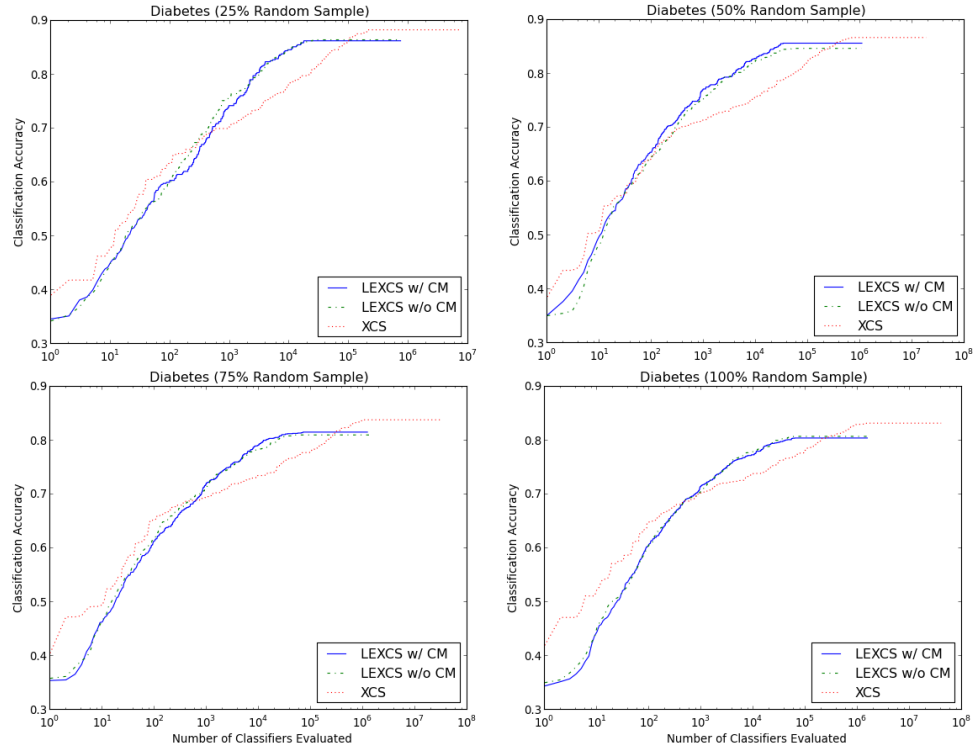 Diabetes (25% Random Sample)
Classification Accuracy
0.9
0.8
0.7
0.6
0.5
0.4
0.3
10^0 10^1 10^2 10^3 10^4 10^5 10^6 10^7
LEXCS w/ CM
LEXCS w/o CM
XCS
Diabetes (50% Random Sample)
Classification Accuracy
0.9
0.8
0.7
0.6
0.5
0.4
0.3
10^0 10^1 10^2 10^3 10^4 10^5 10^6 10^7 10^8
LEXCS w/ CM
LEXCS w/o CM
XCS
Diabetes (75% Random Sample)
Classification Accuracy
0.9
0.8
0.7
0.6
0.5
0.4
0.3
10^0 10^1 10^2 10^3 10^4 10^5 10^6 10^7 10^8
LEXCS w/ CM
LEXCS w/o CM
XCS
Number of Classifiers Evaluated
Diabetes (100% Random Sample)
Classification Accuracy
0.9
0.8
0.7
0.6
0.5
0.4
0.3
10^0 10^1 10^2 10^3 10^4 10^5 10^6 10^7 10^8
LEXCS w/ CM
LEXCS w/o CM
XCS
Number of Classifiers Evaluated